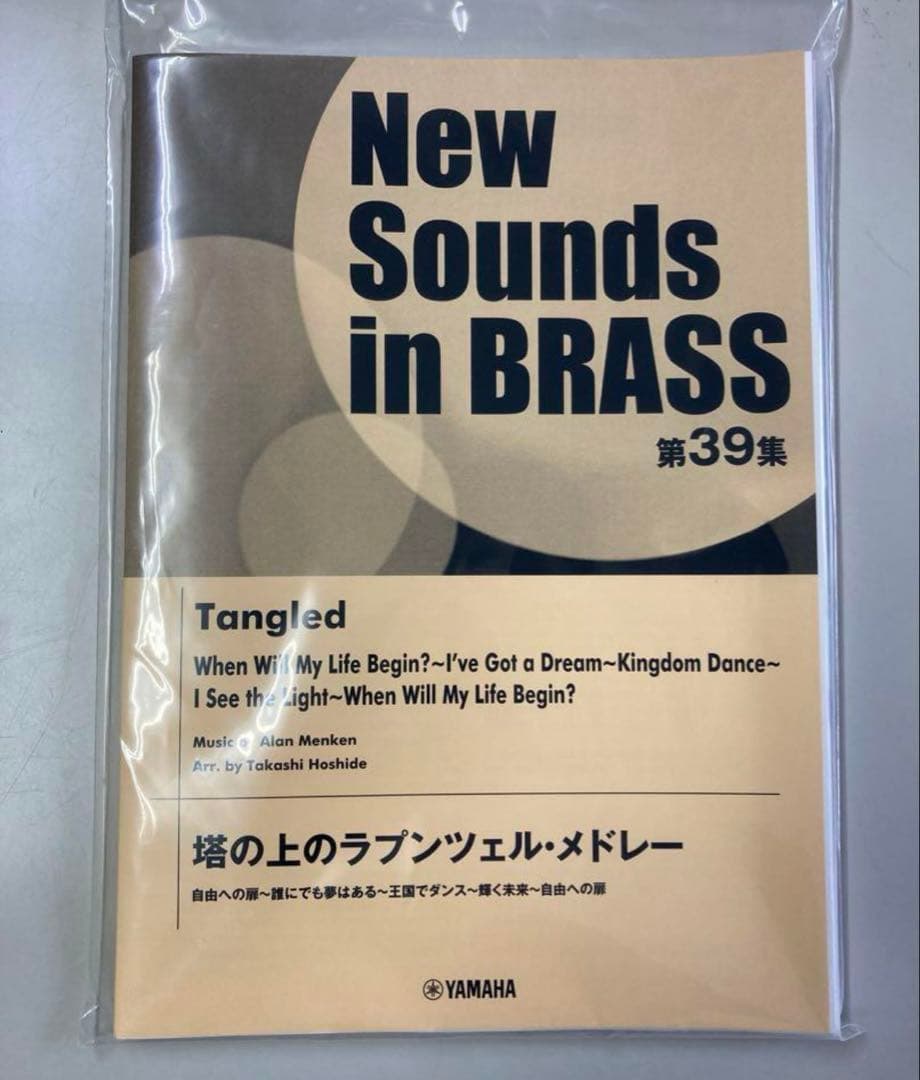 New
Sounds
in BRASS
第39集
Tangled
When Will My Life Begin?~I've Got a Dream~Kingdom Dance~
I See the Light~When Will My Life Begin?
Music Alan Menken
Arr. by Takashi Hoshide
塔の上のラプンツェル・メドレー
自由への扉~誰にでも夢はある~王国でダンス~輝く未来~自由への扉
YAMAHA